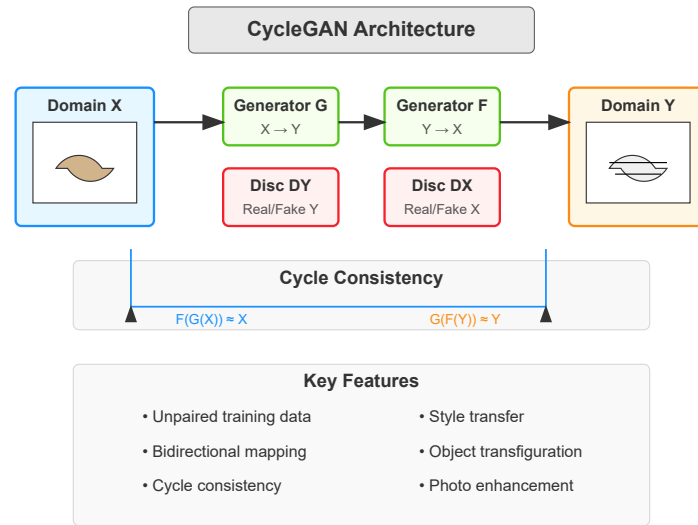 CycleGAN Architecture
Domain X
Generator G
X → Y
Generator F
Y → X
Domain Y
Disc DY
Real/Fake Y
Disc DX
Real/Fake X
Cycle Consistency
F(G(X)) ≈ X
G(F(Y)) ≈ Y
Key Features
• Unpaired training data
• Bidirectional mapping
• Cycle consistency
• Style transfer
• Object transfiguration
• Photo enhancement